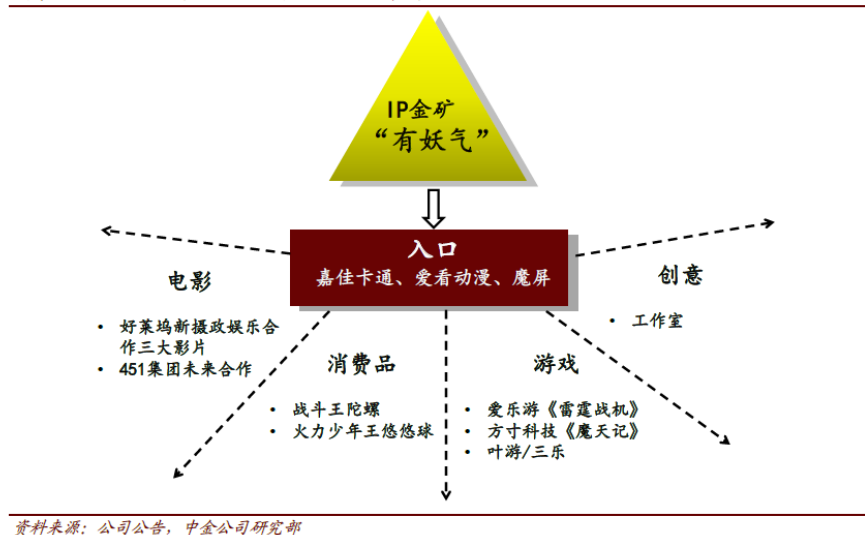 IP金矿
“有妖气”
入口
嘉佳卡通、爱看动漫、魔屏
电影
• 好莱坞新摄政娱乐合
作三大影片
• 451集团未来合作
消费品
• 战斗王陀螺
• 火力少年王悠悠球
游戏
• 爱乐游《雷霆战机》
• 方寸科技《魔天记》
• 叶游/三乐
创意
• 工作室
资料来源：公司公告，中金公司研究部